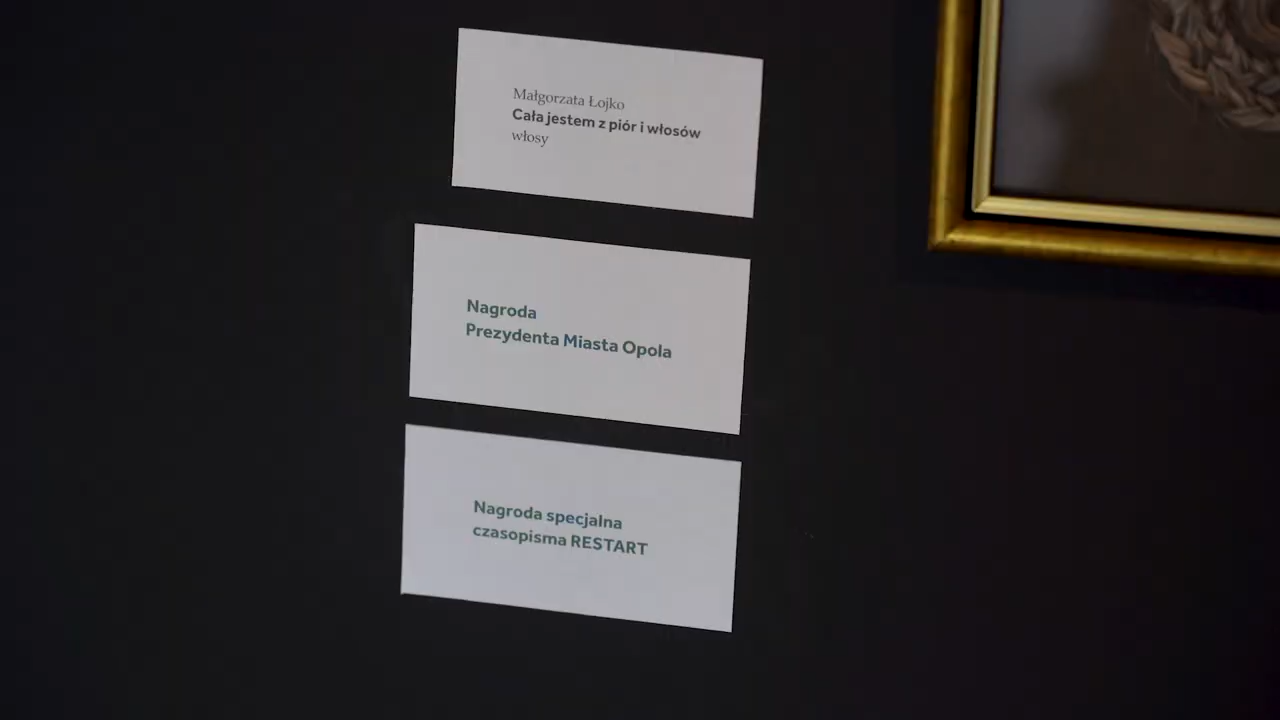 Małgorzata Łojko
Cała jestem z piór i włosów
włosy
Nagroda
Prezydenta Miasta Opola
Nagroda specjalna
czasopisma RESTART